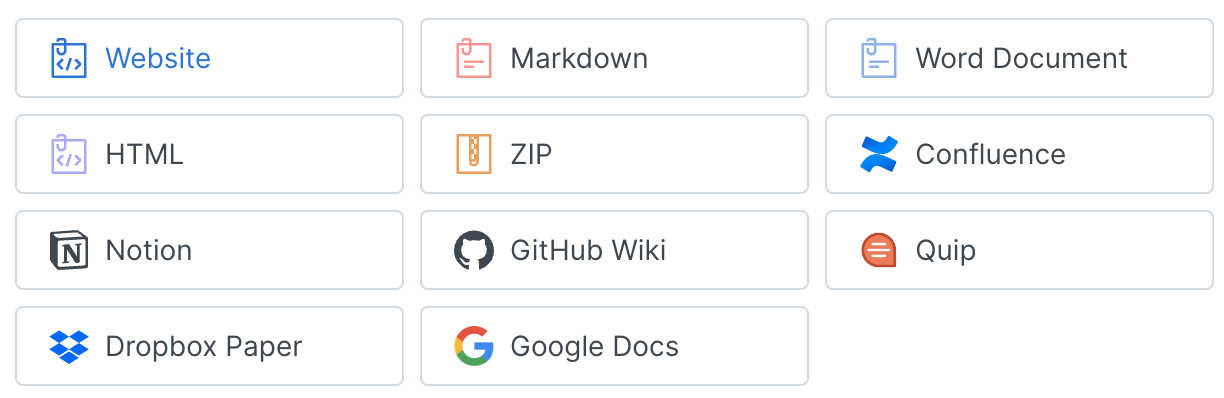 Website
Markdown
Word Document
HTML
ZIP
Confluence
Notion
GitHub Wiki
Quip
Dropbox Paper
Google Docs